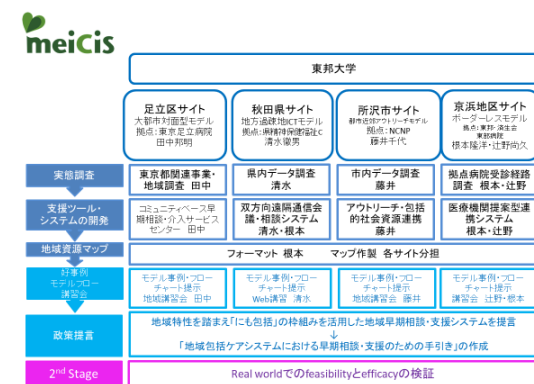 meicis
東邦大学
足立区サイト
大都市対面型モデル
拠点:東京足立病院
田中邦明
秋田県サイト
地方過疎地ICTモデル
拠点:県精神保健福祉C
清水徹男
所沢市サイト
都市近郊アウトリーチモデル
拠点:NCNP
藤井千代
京浜地区サイト
ボーダーレスモデル
拠点:東邦・済生会
東部病院
根本隆洋・辻野尚久
実態調査
東京都関連事業・
地域調査 田中
県内データ調査
清水
市内データ調査
藤井
拠点病院受診経路
調査 根本・辻野
支援ツール・
システムの開発
コミュニティベース早
期相談・介入サービス
センター 田中
双方向遠隔通信会
議・相談システム
清水・根本
アウトリーチ・包括
的社会資源連携
藤井
医療機関提案型連
携システム
根本・辻野
地域資源マップ
フォーマット 根本 マップ作製 各サイト分担
好事例
モデルフロー
講習会
モデル事例・フロー
チャート提示
地域講習会 田中
モデル事例・フロー
チャート提示
Web講習 清水
モデル事例・フロー
チャート提示
地域講習会 藤井
モデル事例・フロー
チャート提示
講習会 辻野・根本
政策提言
地域特性を踏まえ「にも包括」の枠組みを活用した地域早期相談・支援システムを提言
↓
「地域包括ケアシステムにおける早期相談・支援のための手引き」の作成
2nd Stage
Real worldでのfeasibilityとefficacyの検証